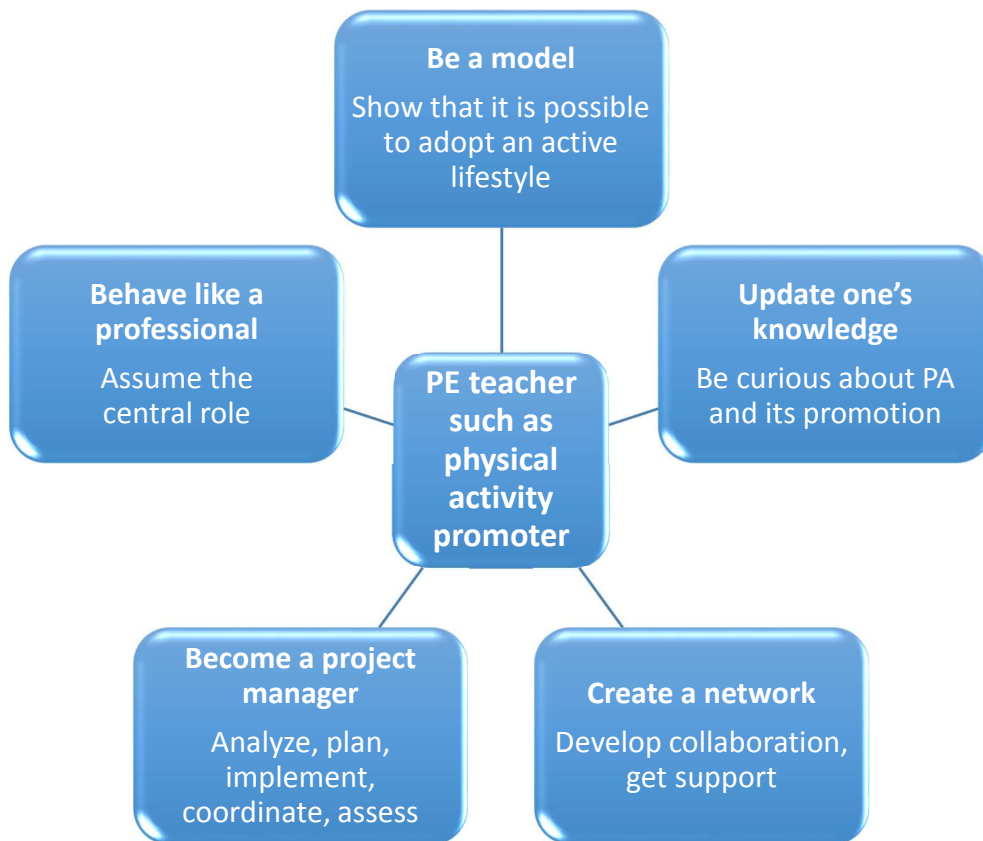 Be a model
Show that it is possible
to adopt an active
lifestyle
Behave like a
professional
Assume the
central role
Update one’s
knowledge
Be curious about PA
and its promotion
PE teacher
such as
physical
activity
promoter
Become a project
manager
Analyze, plan,
implement,
coordinate, assess
Create a network
Develop collaboration,
get support